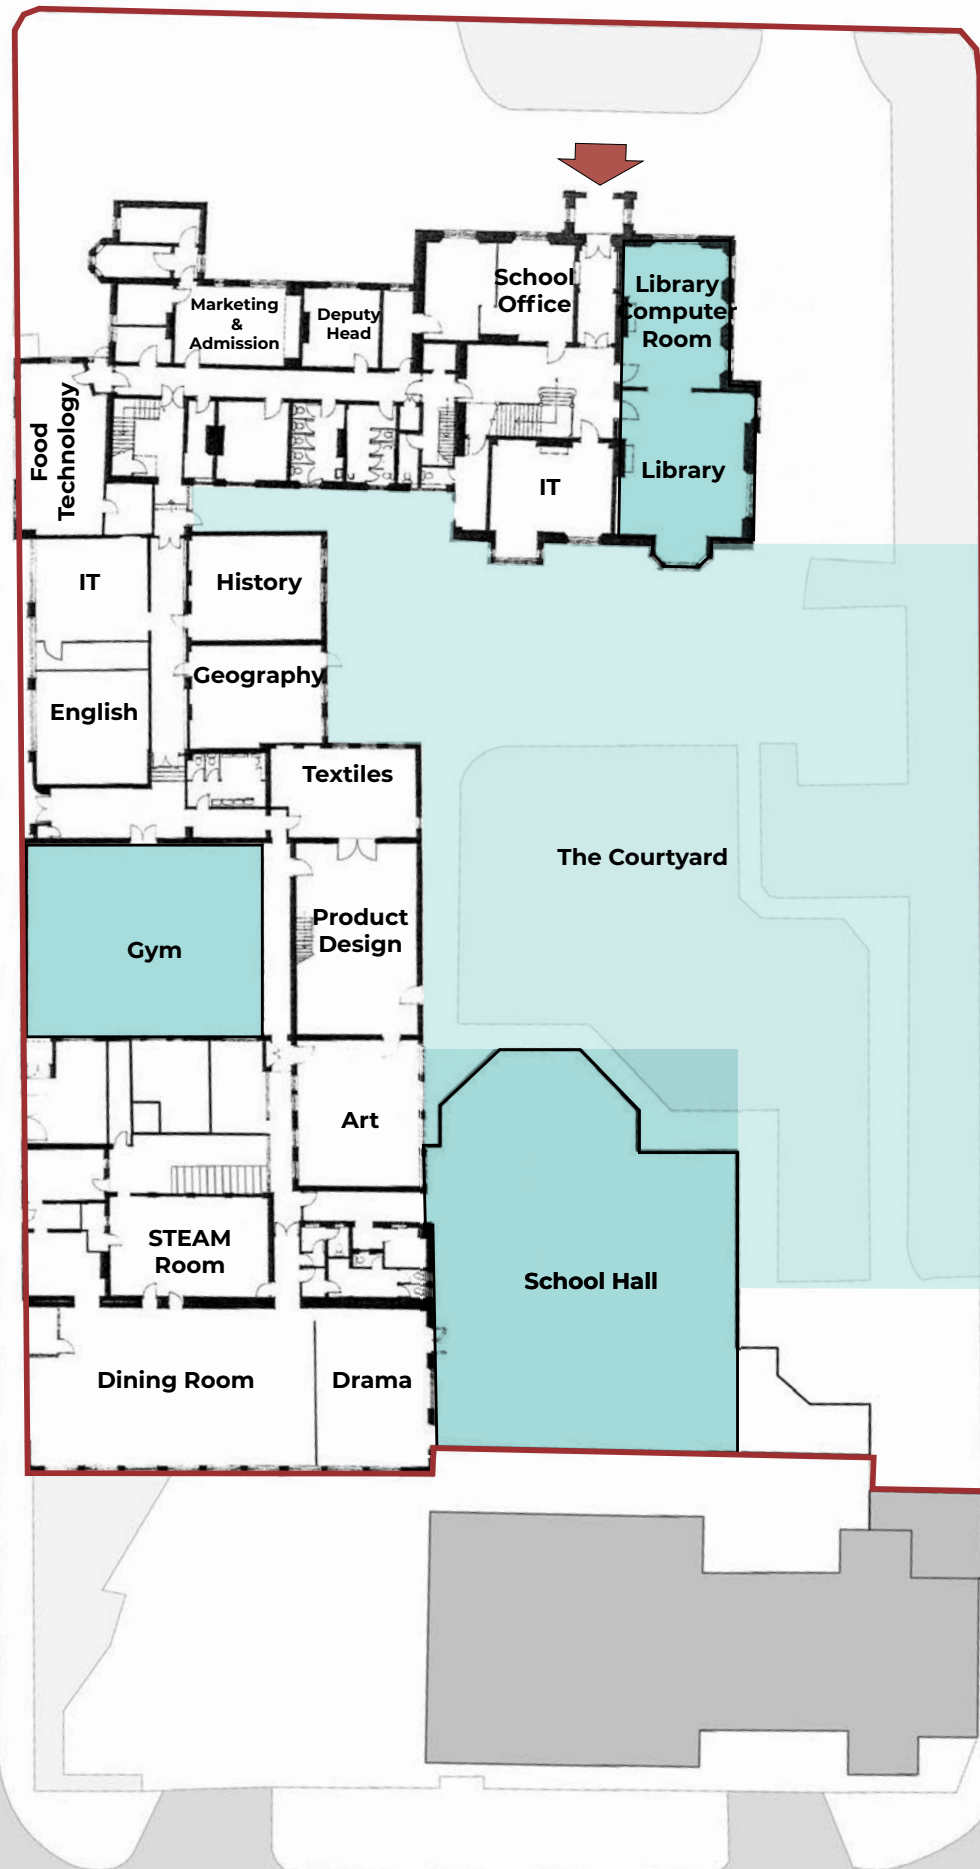 School
Office
Library
Computer
Room
Marketing
&
Admission
Deputy
Head
Food
Technology
Library
IT
IT
History
Geography
English
Textiles
The Courtyard
Product
Design
Gym
Art
STEAM
Room
School Hall
Dining Room
Drama